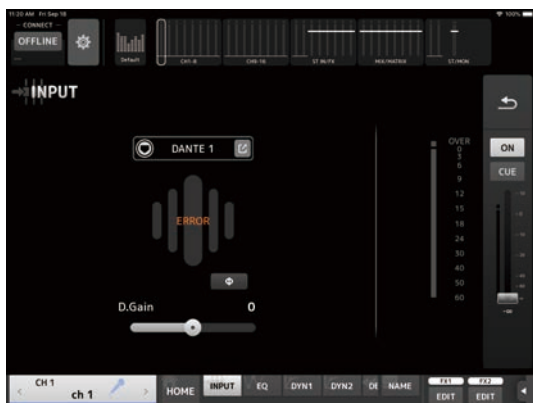 11:20 AM Fri Sep 18
100%
CONNECT
OFFLINE
Default
CH1-8
CH9-16
ST IN/FX
MIX/MATRIX
ST/MON
INPUT
DANTE 1
ERROR
D.Gain
0
OVER
0
3
6
9
12
15
18
24
30
40
50
60
ON
CUE
CH 1
ch 1
HOME
INPUT
EQ
DYN1
DYN2
DE
NAME
FX1
EDIT
FX2
EDIT